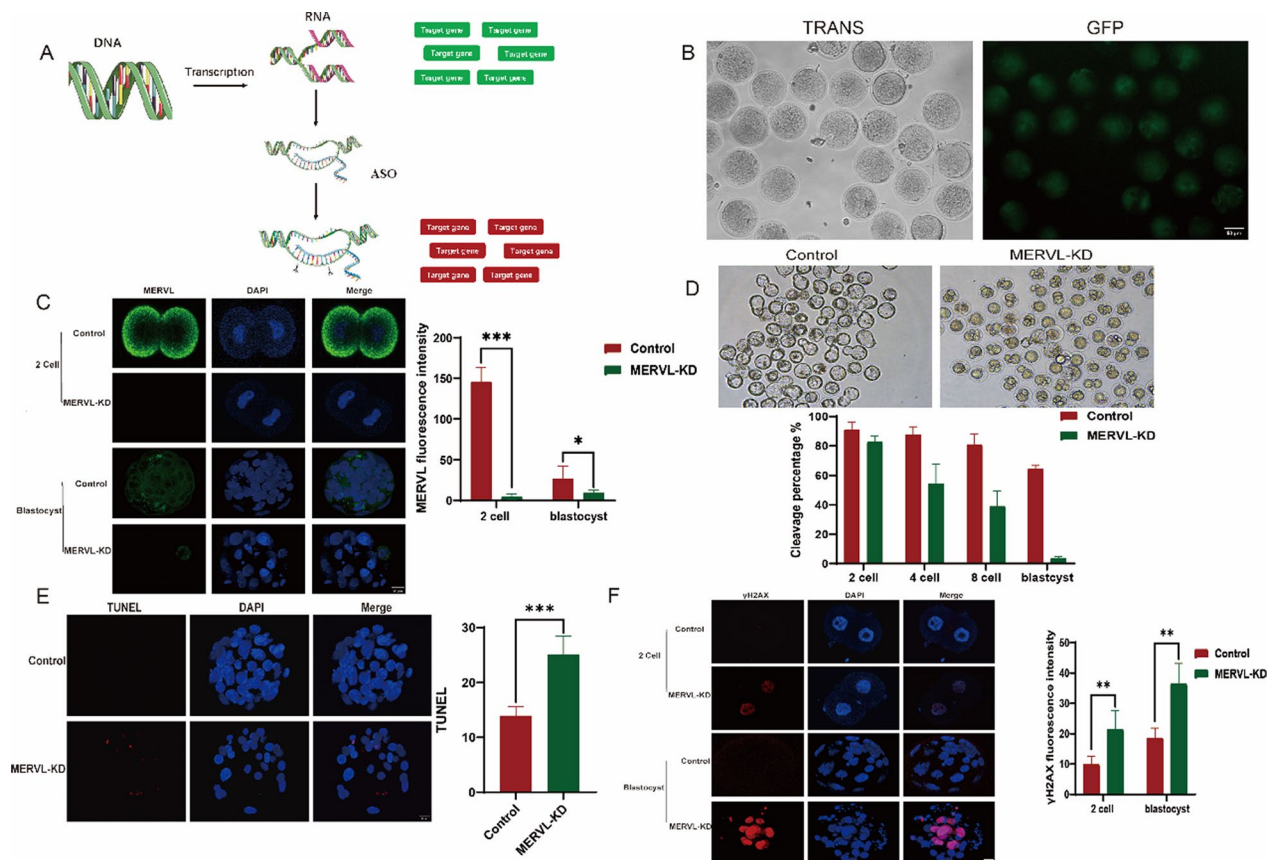 A
DNA
Transcription
RNA
Target gene Target gene
Target gene Target gene
Target gene Target gene
ASO
Target gene Target gene
Target gene Target gene
Target gene Target gene
B
TRANS GFP
C
MERVL DAPI Merge
Control
2 Cell
MERVL-KD
Control
Blastocyst
MERVL-KD
MERVL fluorescence intensity
200
150
100
50
0
*** *
2 cell blastocyst
Control
MERVL-KD
D
Control MERVL-KD
Cleavage percentage %
100
80
60
40
20
0
2 cell 4 cell 8 cell blastcyst
Control
MERVL-KD
E
TUNEL DAPI Merge
Control
MERVL-KD
TUNEL
30
20
10
0
***
Control MERVL-KD
F
γH2AX DAPI Merge
Control
2 Cell
MERVL-KD
Control
Blastocyst
MERVL-KD
γH2AX fluorescence intensity
50
40
30
20
10
0
** **
2 cell blastocyst
Control
MERVL-KD